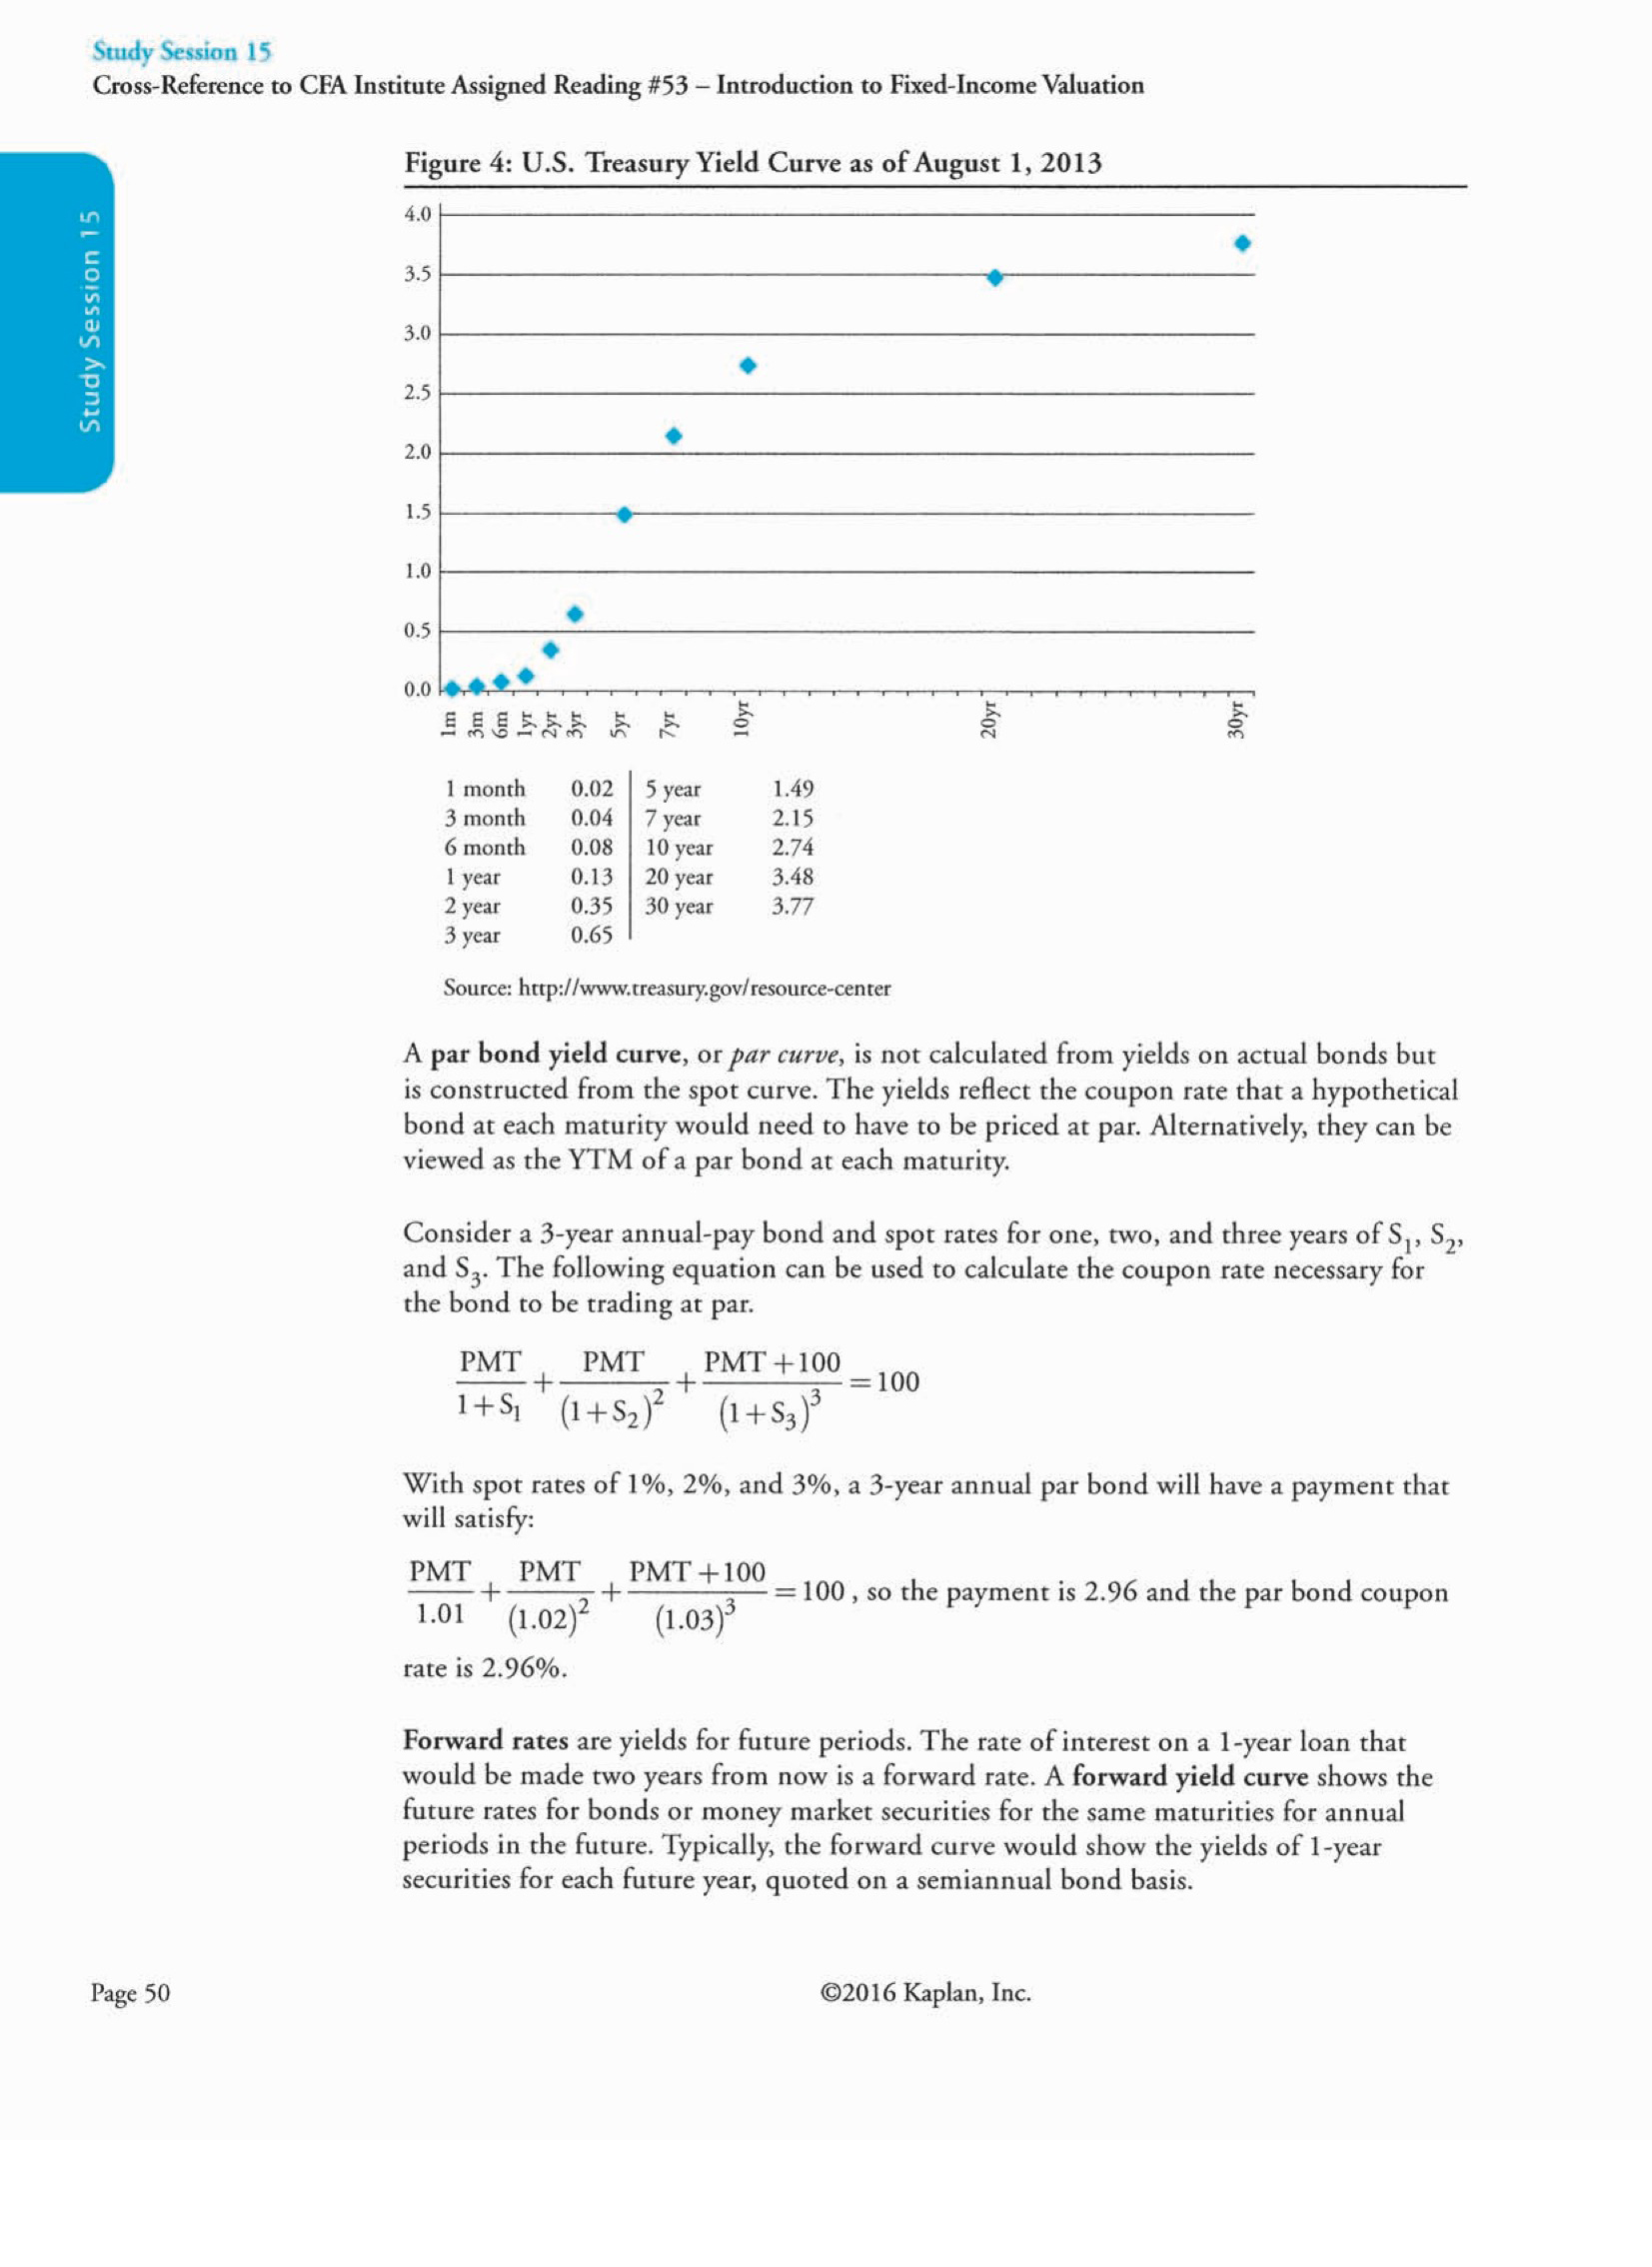 Study Session 15
Cross-Reference to CFA Institute Assigned Reading #53 – Introduction to Fixed-Income Valuation
Study Session 15
Figure 4: U.S. Treasury Yield Curve as of August 1, 2013
4.0
3.5
3.0
2.5
2.0
1.5
1.0
0.5
0.0
1m 3m 6m 1yr 2yr 3yr 5yr 7yr 10yr 20yr 30yr
1 month 0.02 5 year 1.49
3 month 0.04 7 year 2.15
6 month 0.08 10 year 2.74
1 year 0.13 20 year 3.48
2 year 0.35 30 year 3.77
3 year 0.65
Source: http://www.treasury.gov/resource-center
A par bond yield curve, or par curve, is not calculated from yields on actual bonds but
is constructed from the spot curve. The yields reflect the coupon rate that a hypothetical
bond at each maturity would need to have to be priced at par. Alternatively, they can be
viewed as the YTM of a par bond at each maturity.
Consider a 3-year annual-pay bond and spot rates for one, two, and three years of S₁, S₂,
and S₃. The following equation can be used to calculate the coupon rate necessary for
the bond to be trading at par.
PMT/(1+S₁) + PMT/(1+S₂)² + (PMT+100)/(1+S₃)³ = 100
With spot rates of 1%, 2%, and 3%, a 3-year annual par bond will have a payment that
will satisfy:
PMT/1.01 + PMT/(1.02)² + (PMT+100)/(1.03)³ = 100, so the payment is 2.96 and the par bond coupon
rate is 2.96%.
Forward rates are yields for future periods. The rate of interest on a 1-year loan that
would be made two years from now is a forward rate. A forward yield curve shows the
future rates for bonds or money market securities for the same maturities for annual
periods in the future. Typically, the forward curve would show the yields of 1-year
securities for each future year, quoted on a semiannual bond basis.
Page 50
©2016 Kaplan, Inc.